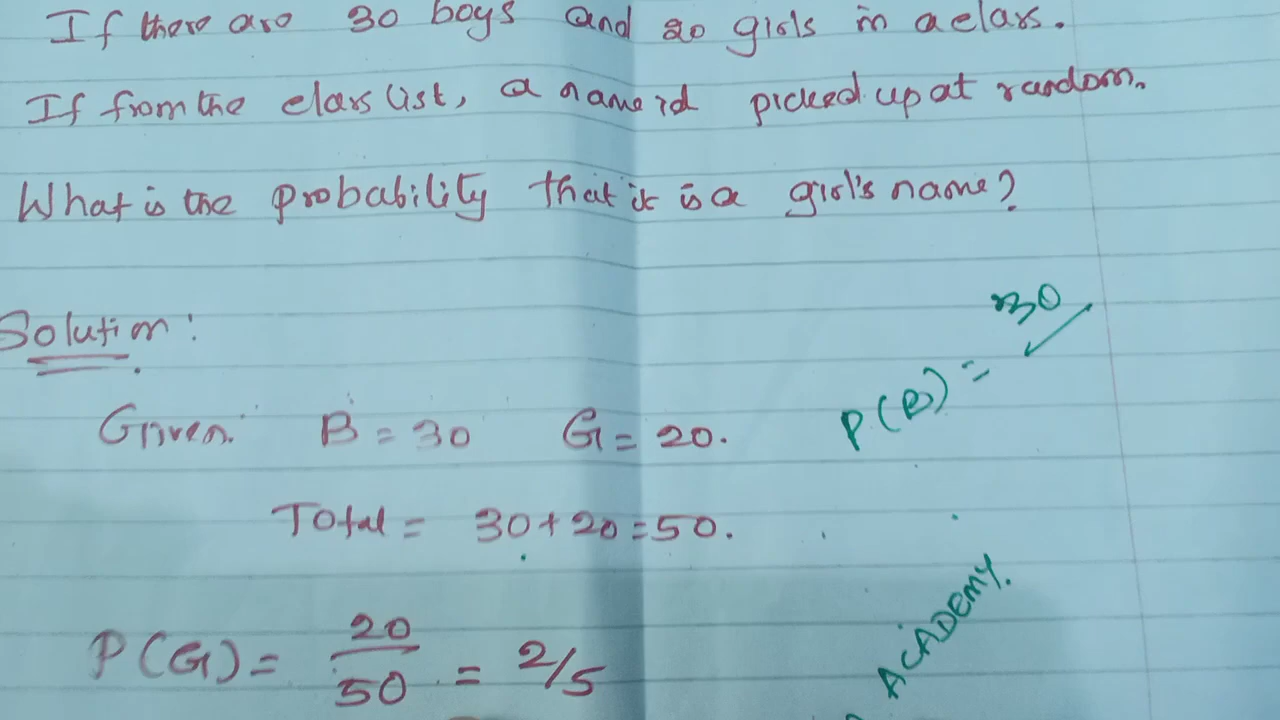 If there are 30 boys and 20 girls in a class.
If from the class list, a name id picked up at random.
What is the probability that it is a girl's name?
Solution:
Given: B = 30 G = 20.
Total = 30+20=50.
P(G) = 20/50 = 2/5
P(B) = 30
ACADEMY.